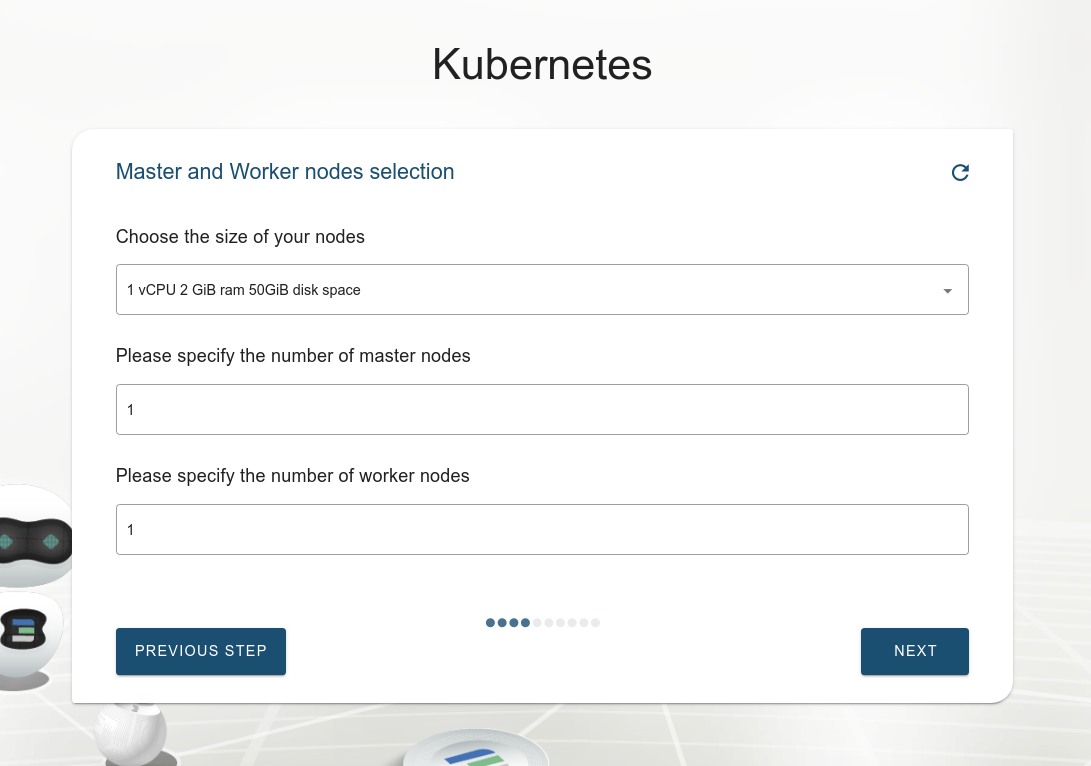 Kubernetes
Master and Worker nodes selection
Choose the size of your nodes
1 vCPU 2 GiB ram 50GiB disk space
Please specify the number of master nodes
1
Please specify the number of worker nodes
1
PREVIOUS STEP
NEXT